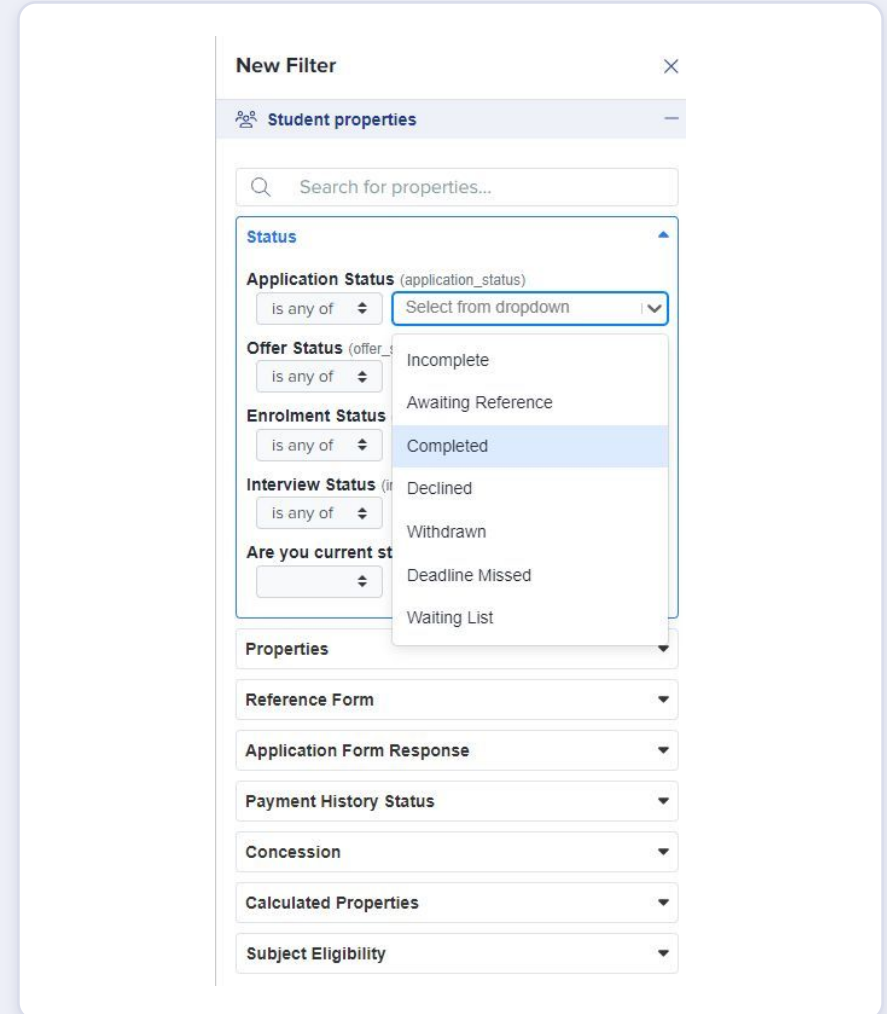 New Filter
Student properties
Search for properties...
Status
Application Status (application_status)
is any of Select from dropdown
Offer Status (offer_
is any of
Incomplete
Awaiting Reference
Enrolment Status
is any of
Completed
Interview Status
Declined
is any of
Withdrawn
Are you current
Deadline Missed
Waiting List
Properties
Reference Form
Application Form Response
Payment History Status
Concession
Calculated Properties
Subject Eligibility